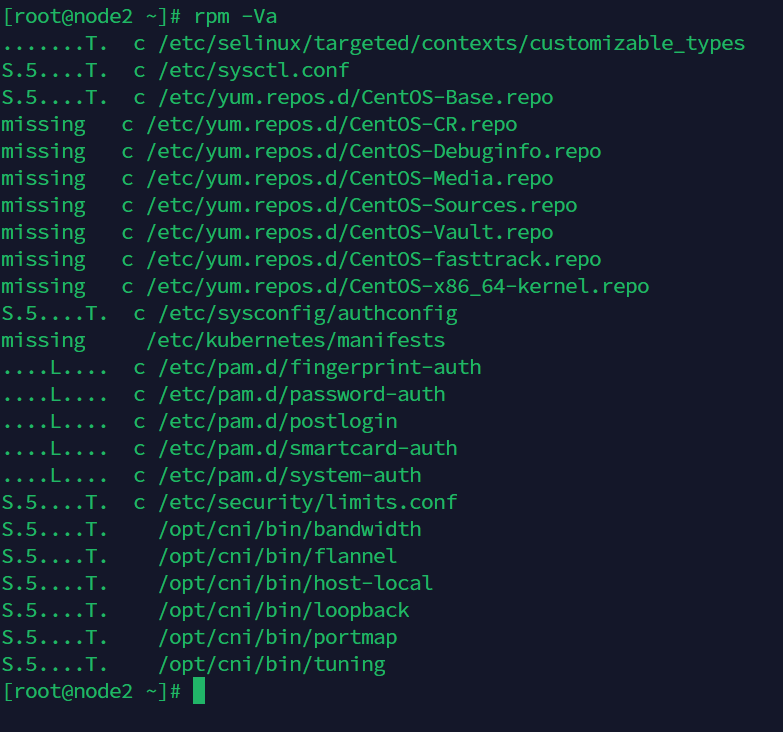 [root@node2 ~]# rpm -Va
.......T.  c /etc/selinux/targeted/contexts/customizable_types
S.5....T.  c /etc/sysctl.conf
S.5....T.  c /etc/yum.repos.d/CentOS-Base.repo
missing   c /etc/yum.repos.d/CentOS-CR.repo
missing   c /etc/yum.repos.d/CentOS-Debuginfo.repo
missing   c /etc/yum.repos.d/CentOS-Media.repo
missing   c /etc/yum.repos.d/CentOS-Sources.repo
missing   c /etc/yum.repos.d/CentOS-Vault.repo
missing   c /etc/yum.repos.d/CentOS-fasttrack.repo
missing   c /etc/yum.repos.d/CentOS-x86_64-kernel.repo
S.5....T.  c /etc/sysconfig/authconfig
missing     /etc/kubernetes/manifests
....L....  c /etc/pam.d/fingerprint-auth
....L....  c /etc/pam.d/password-auth
....L....  c /etc/pam.d/postlogin
....L....  c /etc/pam.d/smartcard-auth
....L....  c /etc/pam.d/system-auth
S.5....T.  c /etc/security/limits.conf
S.5....T.    /opt/cni/bin/bandwidth
S.5....T.    /opt/cni/bin/flannel
S.5....T.    /opt/cni/bin/host-local
S.5....T.    /opt/cni/bin/loopback
S.5....T.    /opt/cni/bin/portmap
S.5....T.    /opt/cni/bin/tuning
[root@node2 ~]#